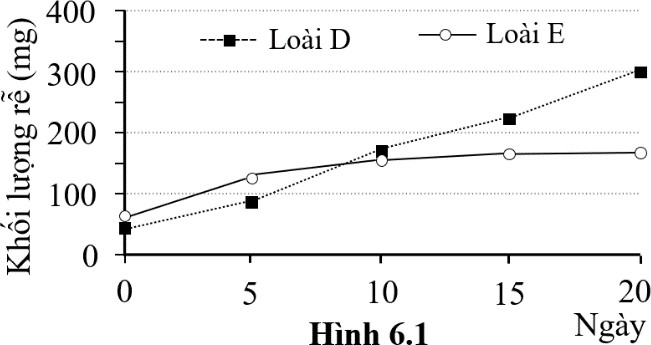 400
300
200
100
0
Khối lượng rễ (mg)
Loài D
Loài E
0 5 10 15 20
Ngày
Hình 6.1